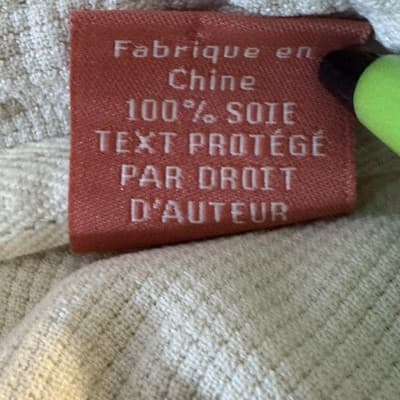 Fabrique en
Chine
100% SOIE
TEXT PROTÉGÉ
PAR DROIT
D'AUTEUR